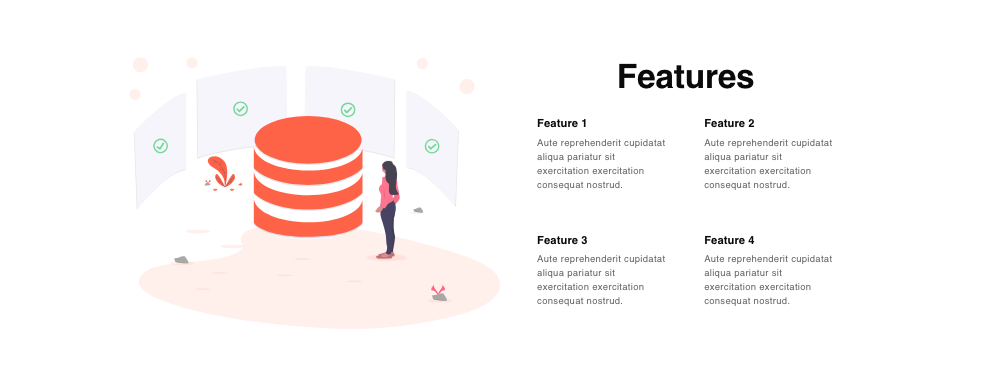 Features
Feature 1
Aute reprehenderit cupidatat
aliqua pariatur sit
exercitation exercitation
consequat nostrud.
Feature 2
Aute reprehenderit cupidatat
aliqua pariatur sit
exercitation exercitation
consequat nostrud.
Feature 3
Aute reprehenderit cupidatat
aliqua pariatur sit
exercitation exercitation
consequat nostrud.
Feature 4
Aute reprehenderit cupidatat
aliqua pariatur sit
exercitation exercitation
consequat nostrud.